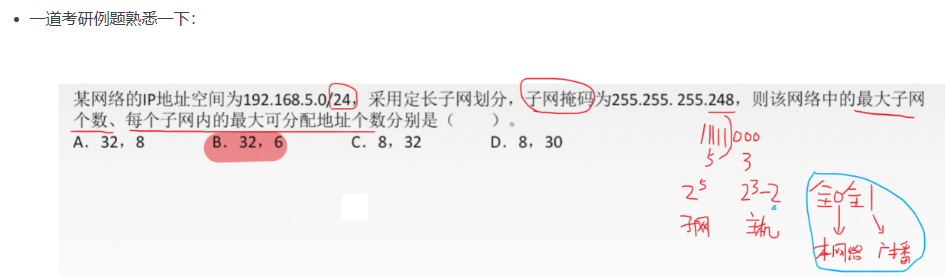 一道考研例题熟悉一下：
某网络的IP地址空间为192.168.5.0/24，采用定长子网划分，子网掩码为255.255. 255.248，则该网络中的最大子网
个数、每个子网内的最大可分配地址个数分别是（ ）。
A．32，8 B．32，6 C．8，32 D．8，30
11111)000
5 3
2⁵ 2³-2
子网 主机
全0全1
本网络 广播